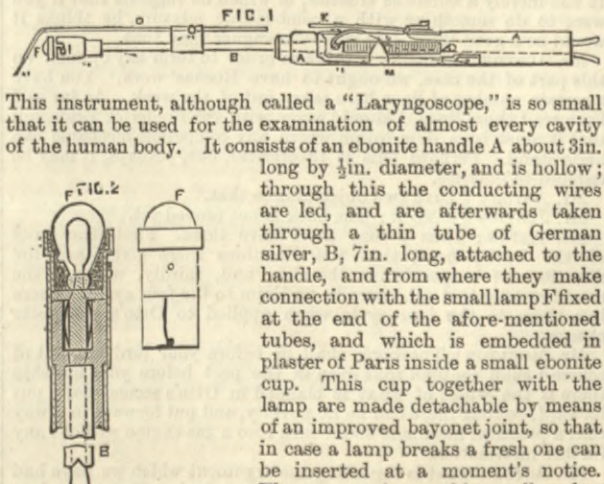 FIG.1
This instrument, although called a "Laryngoscope," is so small
that it can be used for the examination of almost every cavity
of the human body. It consists of an ebonite handle A about 3in.
long by ½in. diameter, and is hollow;
through this the conducting wires
are led, and are afterwards taken
through a thin tube of German
silver, B, 7in. long, attached to the
handle, and from where they make
connection with the small lamp F fixed
at the end of the afore-mentioned
tubes, and which is embedded in
plaster of Paris inside a small ebonite
cup. This cup together with the
lamp are made detachable by means
of an improved bayonet joint, so that
in case a lamp breaks a fresh one can
be inserted at a moment's notice.
FIG.2
F
F
B